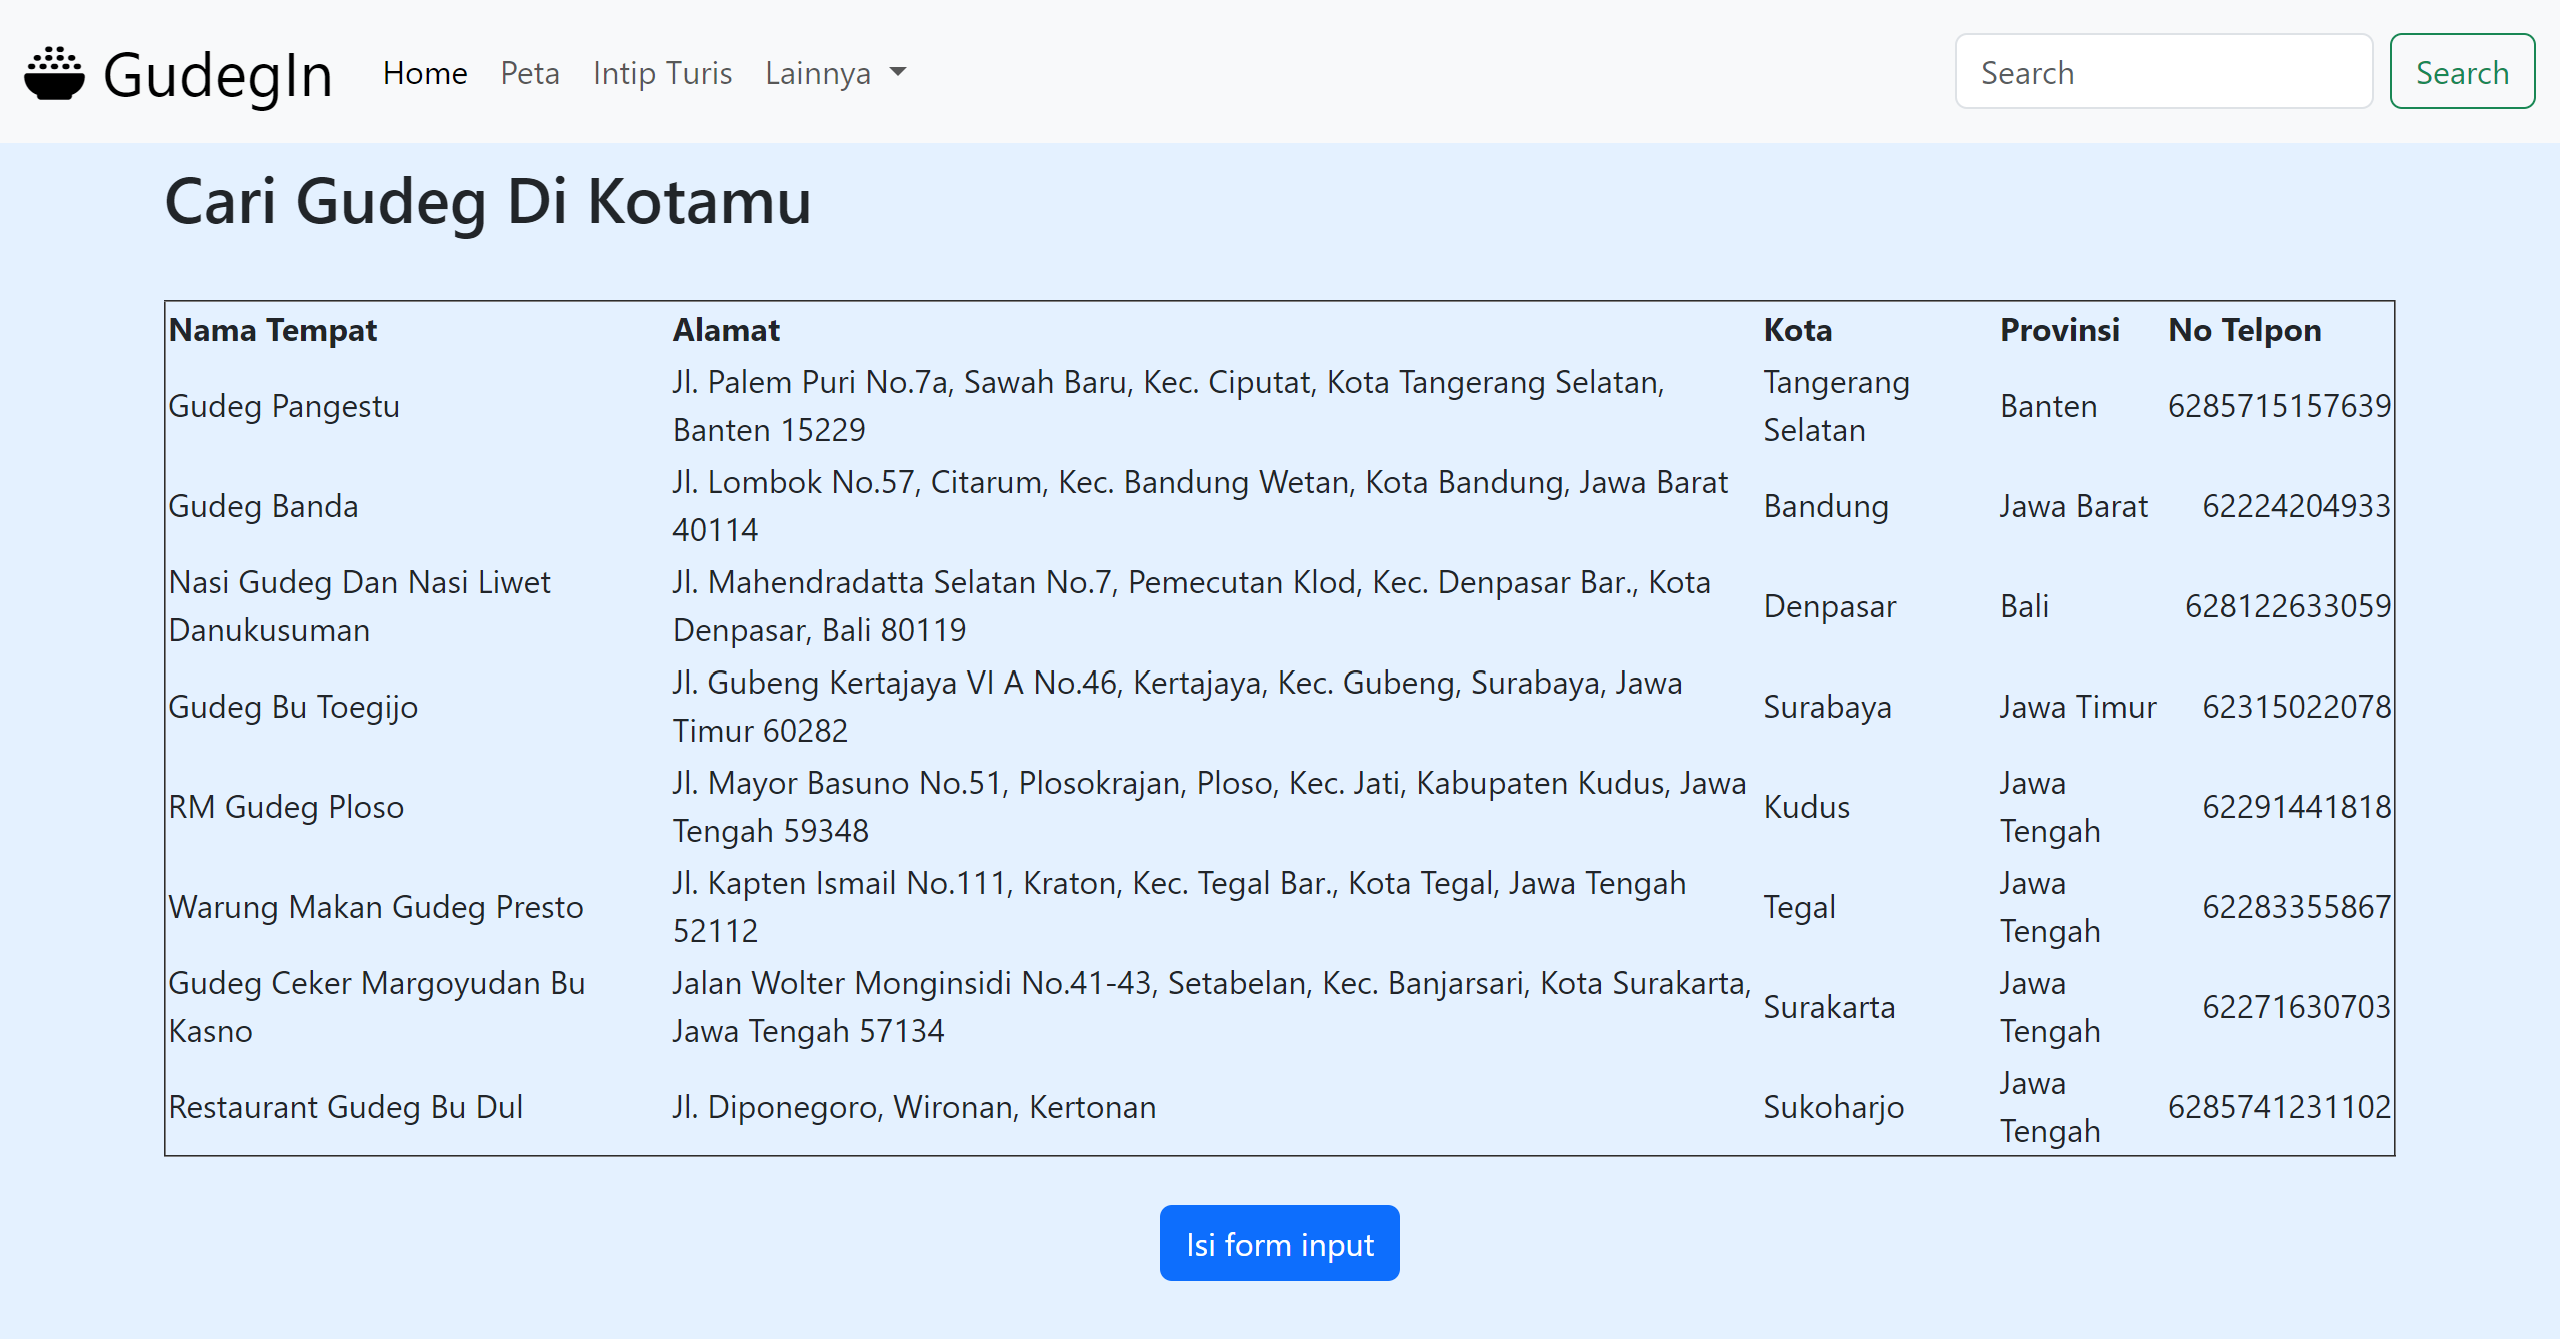 GudegIn Home Peta Intip Turis Lainnya Search Search
Cari Gudeg Di Kotamu
Nama Tempat Alamat Kota Provinsi No Telpon
Gudeg Pangestu Jl. Palem Puri No.7a, Sawah Baru, Kec. Ciputat, Kota Tangerang Selatan, Banten 15229 Tangerang Selatan Banten 6285715157639
Gudeg Banda Jl. Lombok No.57, Citarum, Kec. Bandung Wetan, Kota Bandung, Jawa Barat 40114 Bandung Jawa Barat 62224204933
Nasi Gudeg Dan Nasi Liwet Danukusuman Jl. Mahendradatta Selatan No.7, Pemecutan Klod, Kec. Denpasar Bar., Kota Denpasar, Bali 80119 Denpasar Bali 628122633059
Gudeg Bu Toegijo Jl. Gubeng Kertajaya VI A No.46, Kertajaya, Kec. Gubeng, Surabaya, Jawa Timur 60282 Surabaya Jawa Timur 62315022078
RM Gudeg Ploso Jl. Mayor Basuno No.51, Plosokrajan, Ploso, Kec. Jati, Kabupaten Kudus, Jawa Tengah 59348 Kudus Jawa Tengah 62291441818
Warung Makan Gudeg Presto Jl. Kapten Ismail No.111, Kraton, Kec. Tegal Bar., Kota Tegal, Jawa Tengah 52112 Tegal Jawa Tengah 62283355867
Gudeg Ceker Margoyudan Bu Kasno Jalan Wolter Monginsidi No.41-43, Setabelan, Kec. Banjarsari, Kota Surakarta, Jawa Tengah 57134 Surakarta Jawa Tengah 62271630703
Restaurant Gudeg Bu Dul Jl. Diponegoro, Wironan, Kertonan Sukoharjo Jawa Tengah 6285741231102
Isi form input